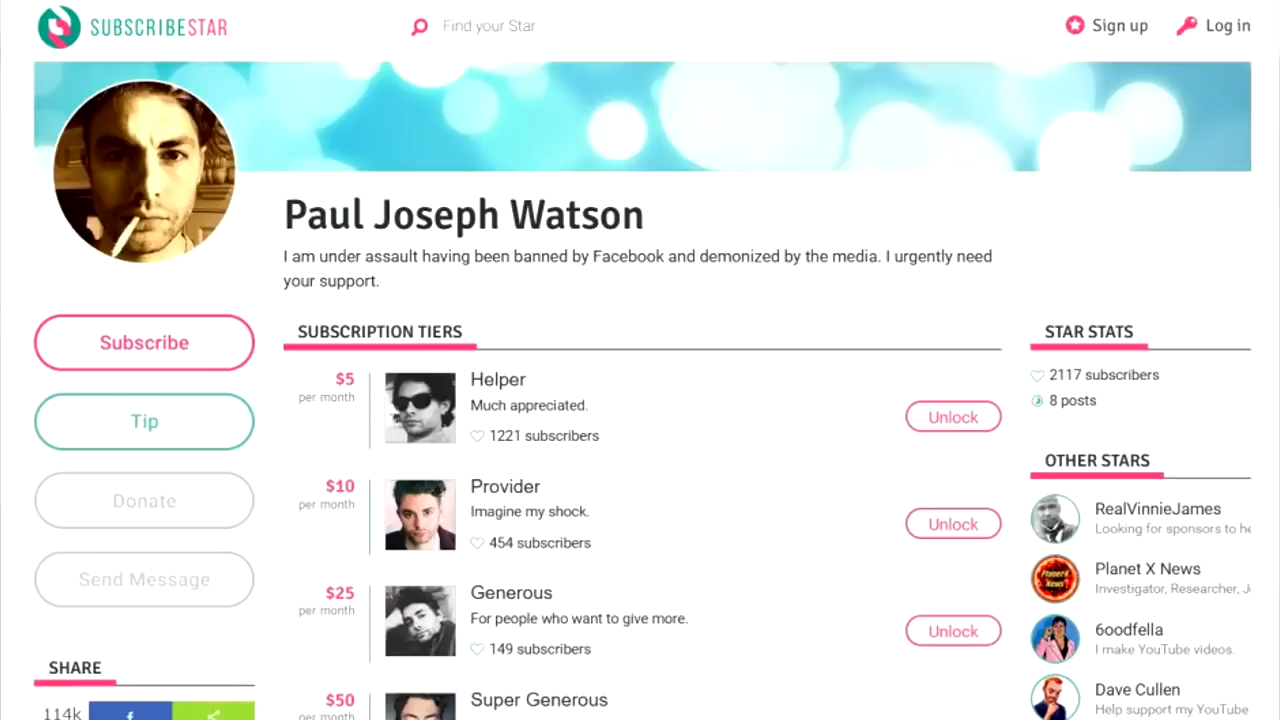 SUBSCRIBESTAR
Find your Star
Sign up
Log in
Paul Joseph Watson
I am under assault having been banned by Facebook and demonized by the media. I urgently need
your support.
Subscribe
Tip
Donate
Send Message
SHARE
114k
f
SUBSCRIPTION TIERS
$5
per month
Helper
Much appreciated.
1221 subscribers
Unlock
$10
per month
Provider
Imagine my shock.
454 subscribers
Unlock
$25
per month
Generous
For people who want to give more.
149 subscribers
Unlock
$50
per month
Super Generous
STAR STATS
2117 subscribers
8 posts
OTHER STARS
RealVinnieJames
Looking for sponsors to he
Planet X News
Investigator, Researcher,
6oodfella
I make YouTube videos.
Dave Cullen
Help support my YouTube